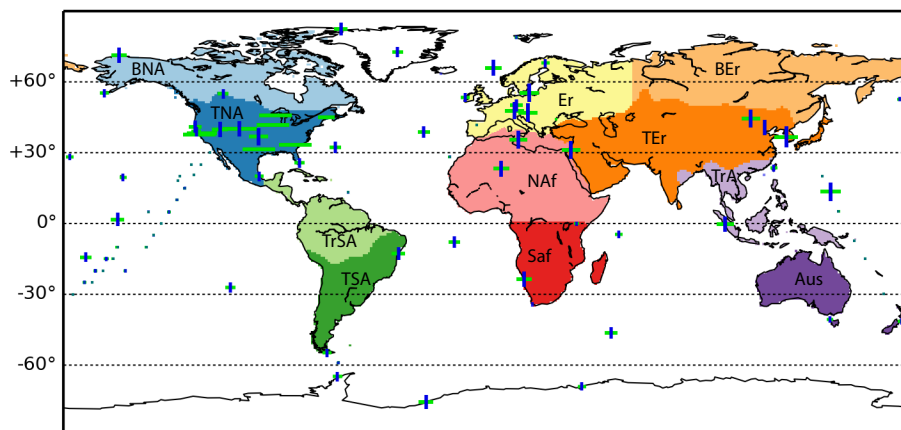 BNA
BEr
+60°
Er
TNA
TEr
+30°
TrA
NAf
0°
TrSA
Saf
TSA
Aus
-30°
-60°